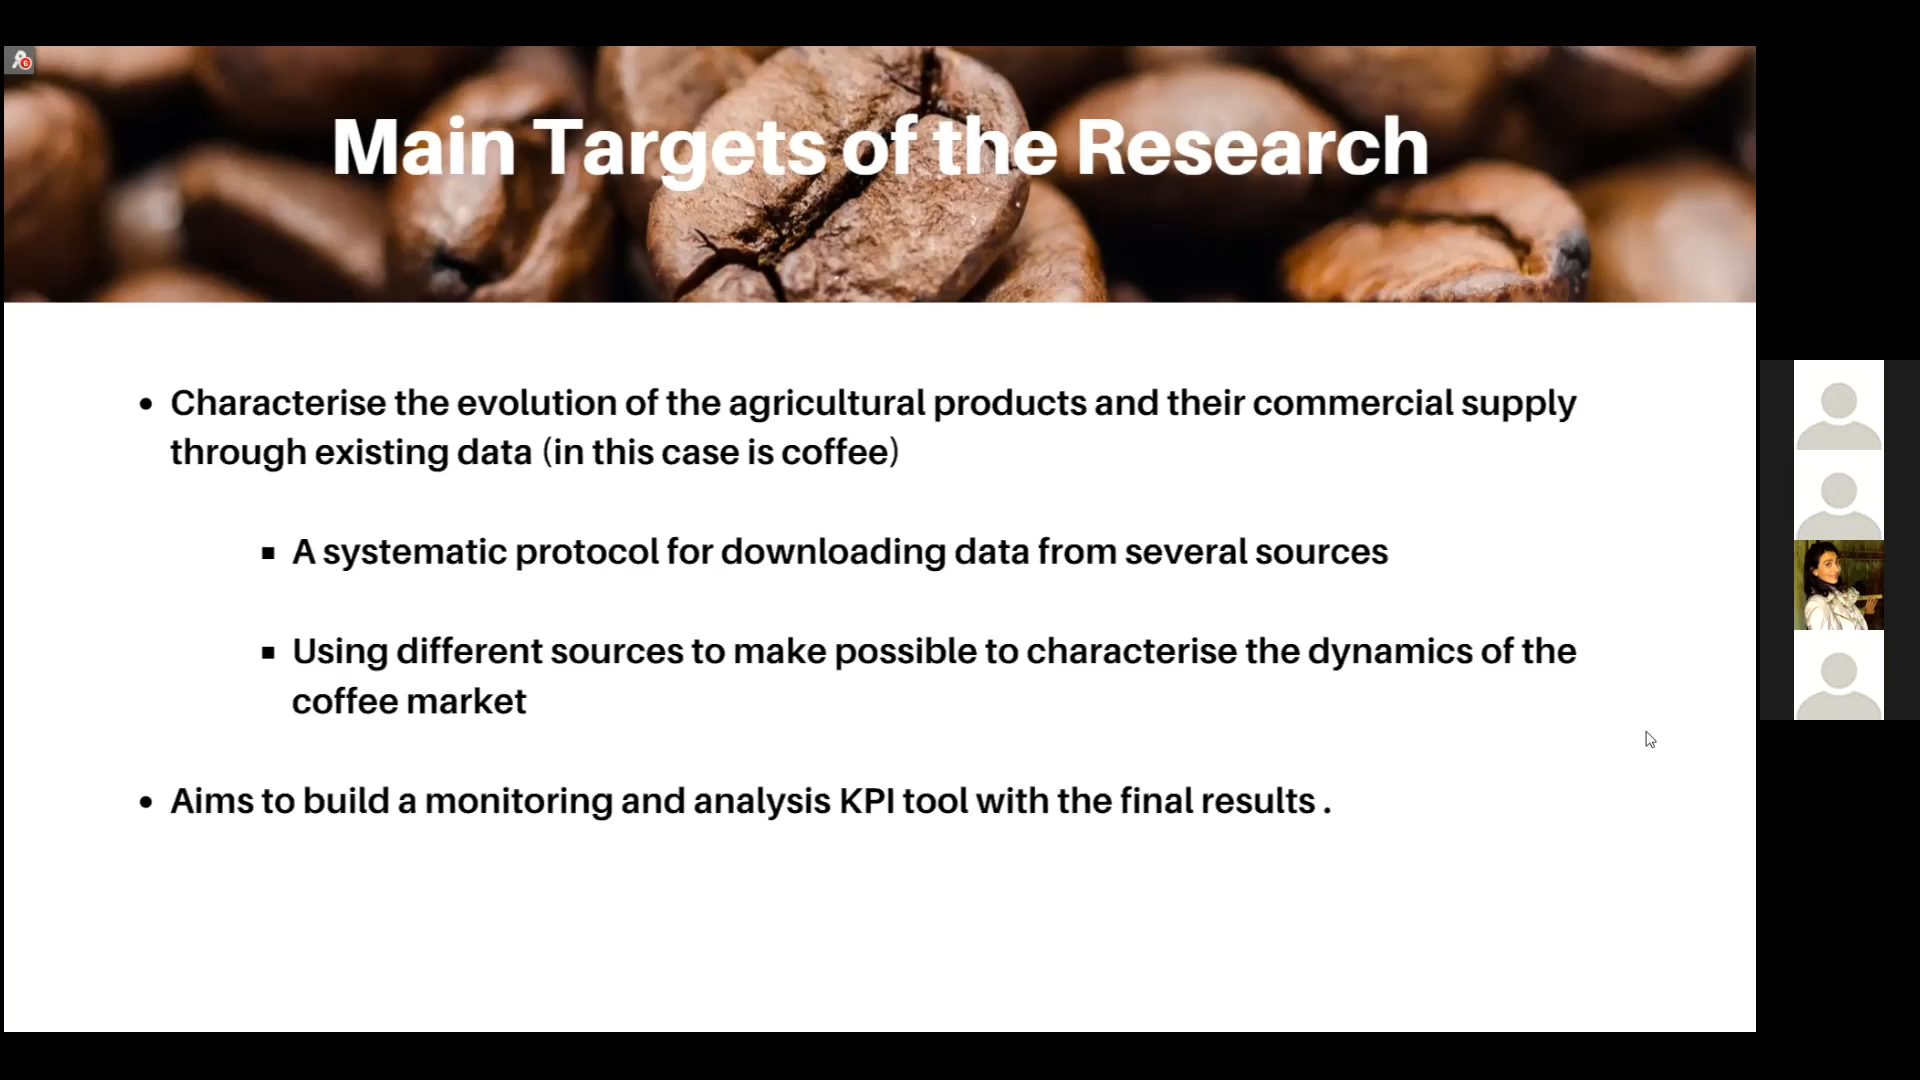 Main Targets of the Research
• Characterise the evolution of the agricultural products and their commercial supply
through existing data (in this case is coffee)
▪ A systematic protocol for downloading data from several sources
▪ Using different sources to make possible to characterise the dynamics of the
coffee market
• Aims to build a monitoring and analysis KPI tool with the final results .